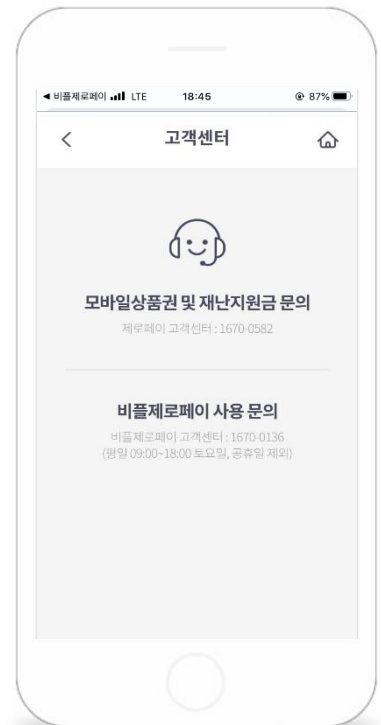 ◀ 비플제로페이 LTE 18:45 87%
고객센터
모바일상품권 및 재난지원금 문의
제로페이 고객센터 : 1670-0582
비플제로페이 사용 문의
비플제로페이 고객센터 : 1670-0136
(평일 09:00~18:00 토요일, 공휴일 제외)